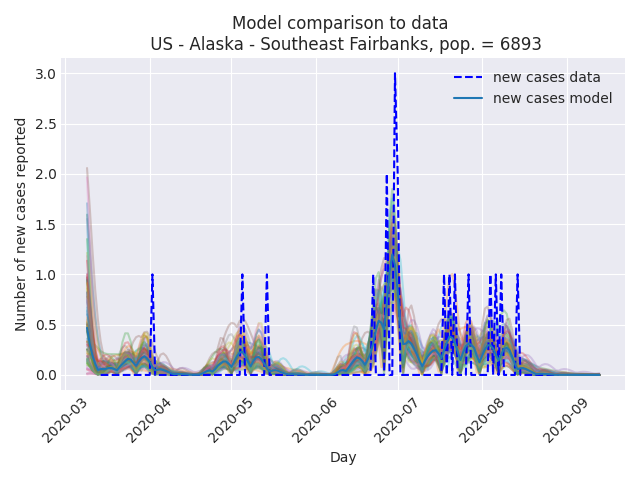 Model comparison to data
US - Alaska - Southeast Fairbanks, pop. = 6893
3.0
2.5
2.0
1.5
1.0
0.5
0.0
Number of new cases reported
new cases data
new cases model
2020-03
2020-04
2020-05
2020-06
2020-07
2020-08
2020-09
Day